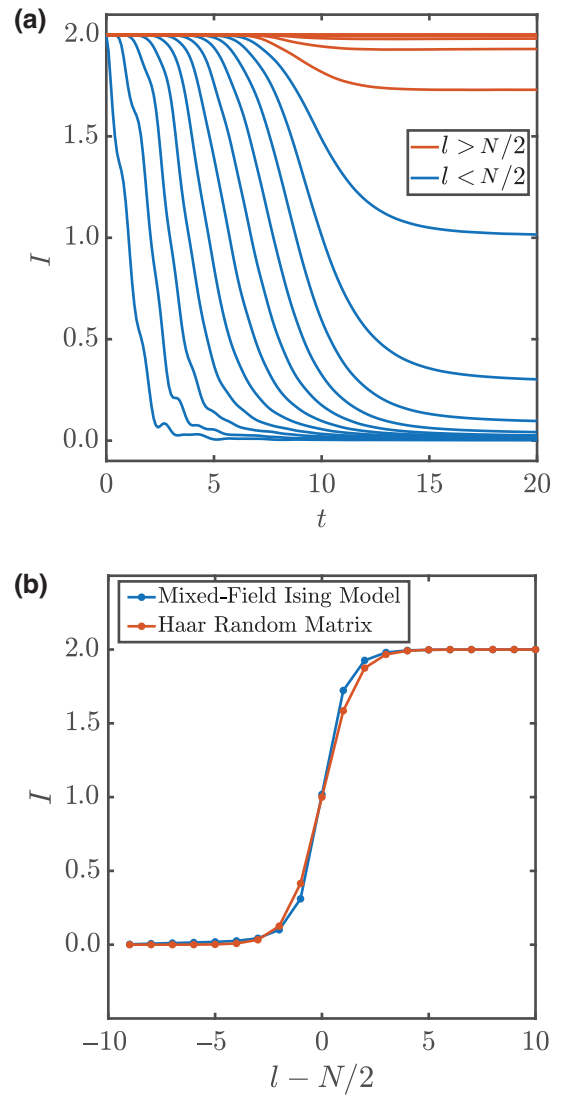 (a)
2.0
1.5
1.0
0.5
0.0
I
l > N/2
l < N/2
0 5 10 15 20
t
(b)
Mixed-Field Ising Model
Haar Random Matrix
2.0
1.5
1.0
0.5
0.0
I
−10 −5 0 5 10
l − N/2